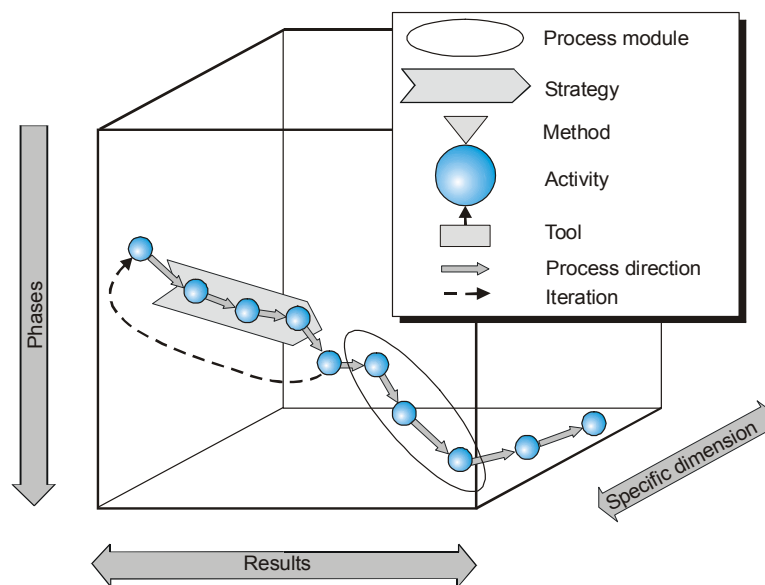 Process module
Strategy
Method
Activity
Tool
Process direction
Iteration
Phases
Specific dimension
Results